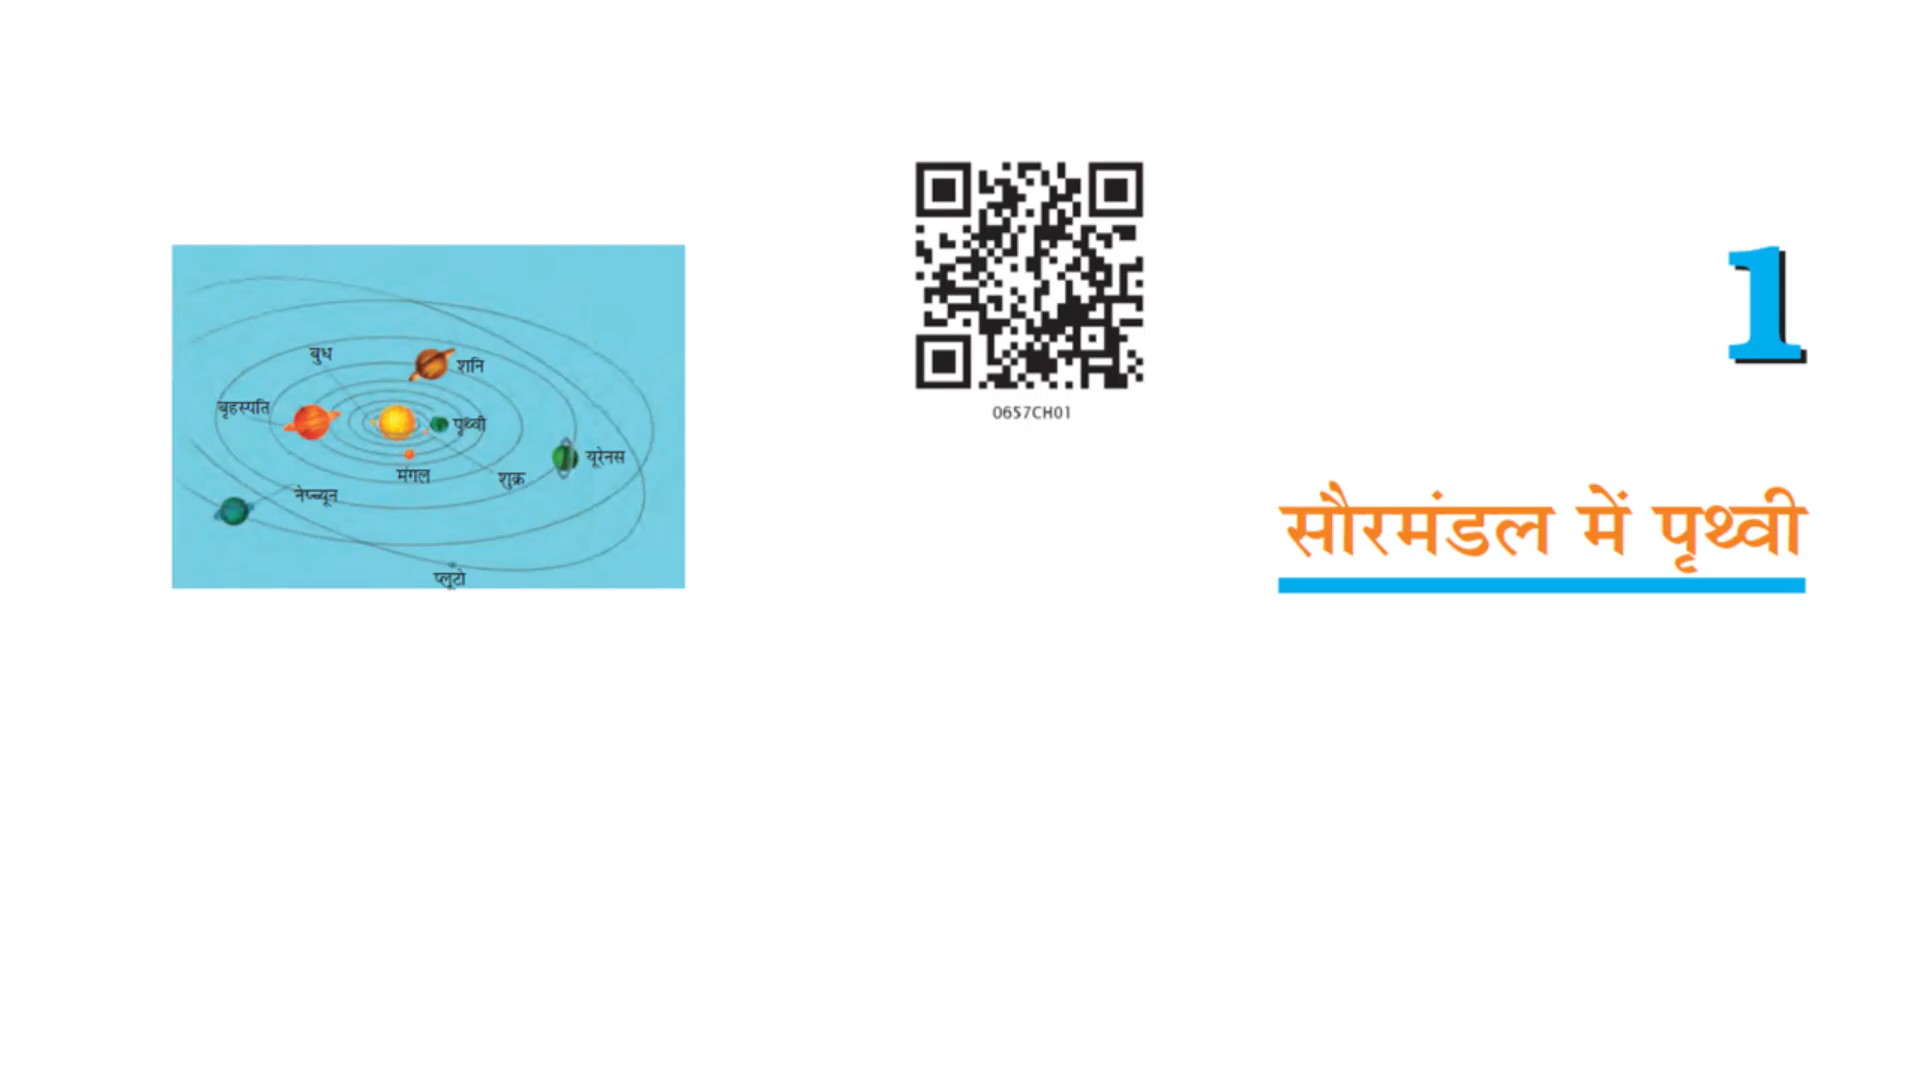 बुध
शनि
बृहस्पति
पृथ्वी
यूरेनस
मंगल
शुक्र
नेप्च्यून
प्लूटो
0657CH01
1
सौरमंडल में पृथ्वी